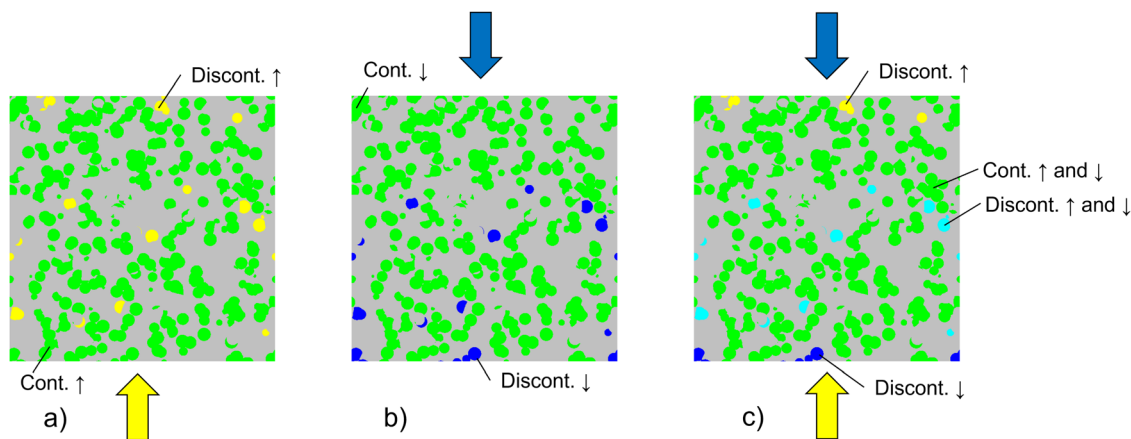 Discont. ↑
Cont. ↑
a)
Cont. ↓
Discont. ↓
b)
Discont. ↑
Cont. ↑ and ↓
Discont. ↑ and ↓
Discont. ↓
c)